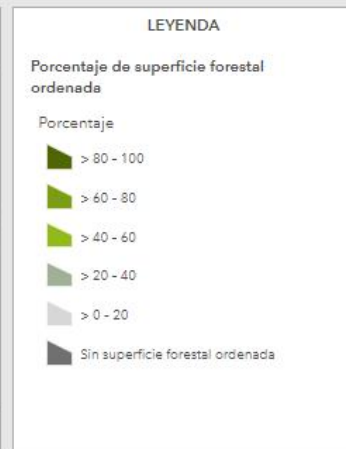 LEYENDA
Porcentaje de superficie forestal
ordenada
Porcentaje
> 80 - 100
> 60 - 80
> 40 - 60
> 20 - 40
> 0 - 20
Sin superficie forestal ordenada